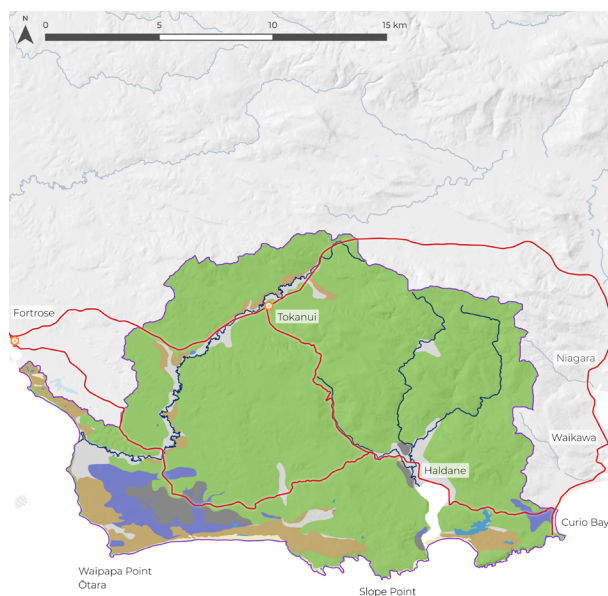 N
0 5 10 15 km
Fortrose
Tokanui
Niagara
Waikawa
Haldane
Curio Bay
Waipapa Point
Ōtara
Slope Point